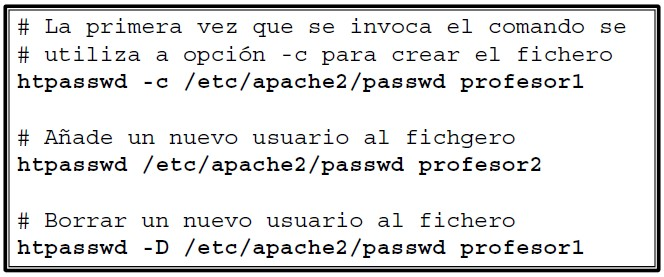 # La primera vez que se invoca el comando se
# utiliza a opción -c para crear el fichero
htpasswd -c /etc/apache2/passwd profesor1
# Añade un nuevo usuario al fichgero
htpasswd /etc/apache2/passwd profesor2
# Borrar un nuevo usuario al fichero
htpasswd -D /etc/apache2/passwd profesor1